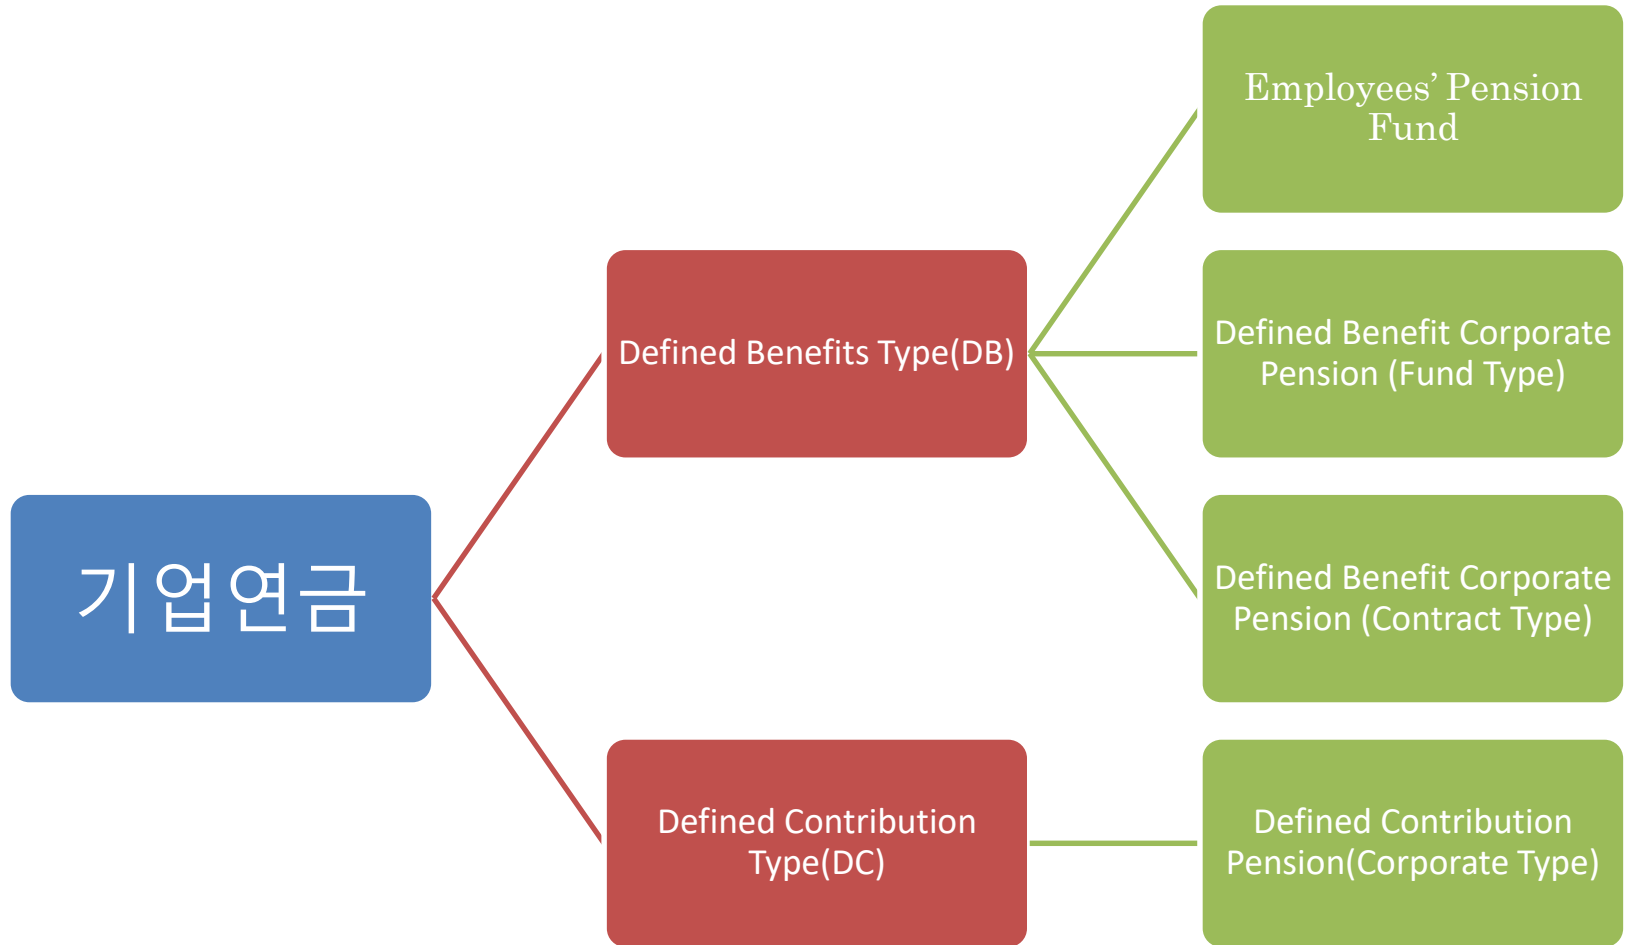 기업연금
Defined Benefits Type(DB)
Employees’ Pension
Fund
Defined Benefit Corporate
Pension (Fund Type)
Defined Benefit Corporate
Pension (Contract Type)
Defined Contribution
Type(DC)
Defined Contribution
Pension(Corporate Type)